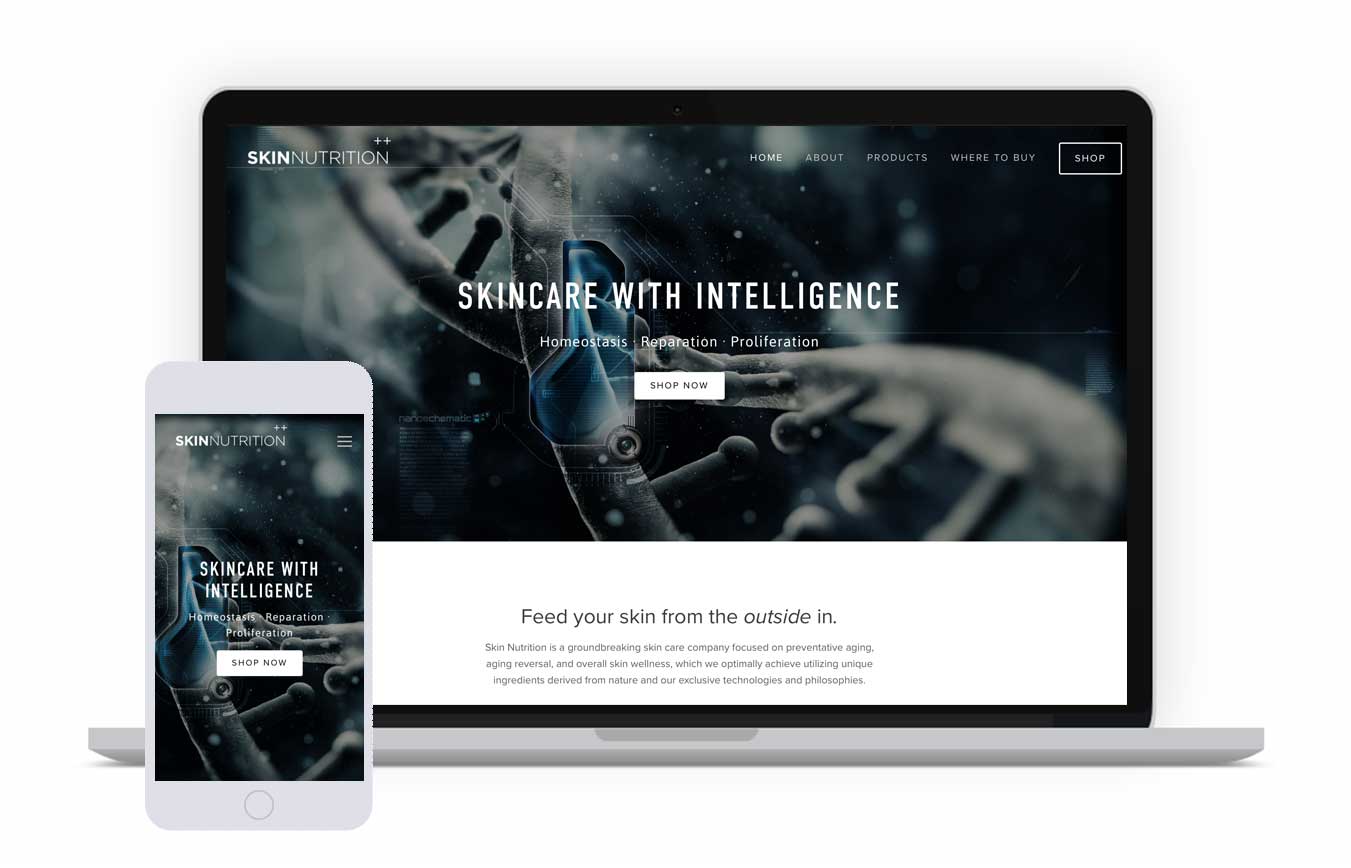 ++
SKINNUTRITION
HOME ABOUT PRODUCTS WHERE TO BUY SHOP
SKINCARE WITH INTELLIGENCE
Homeostasis · Reparation · Proliferation
SHOP NOW
Feed your skin from the outside in.
Skin Nutrition is a groundbreaking skin care company focused on preventative aging,
aging reversal, and overall skin wellness, which we optimally achieve utilizing unique
ingredients derived from nature and our exclusive technologies and philosophies.
++
SKINNUTRITION
SKINCARE WITH
INTELLIGENCE
Homeostasis · Reparation ·
Proliferation
SHOP NOW